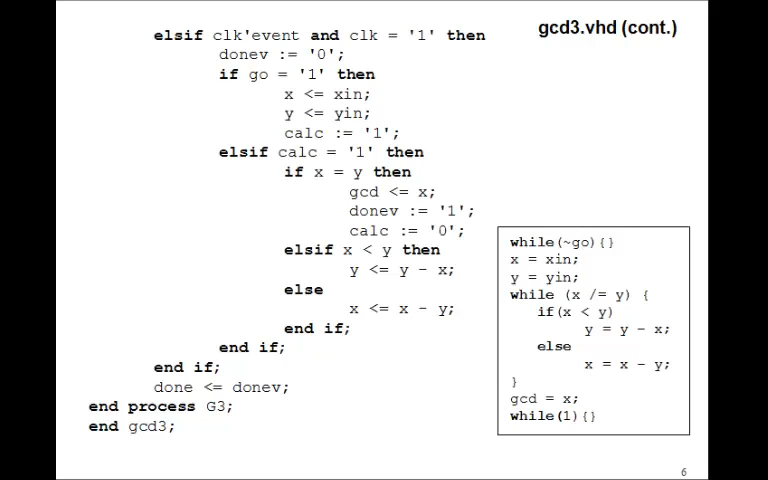 gcd3.vhd (cont.)
elsif clk'event and clk = '1' then
donev := '0';
if go = '1' then
x <= xin;
y <= yin;
calc := '1';
elsif calc = '1' then
if x = y then
gcd <= x;
donev := '1';
calc := '0';
elsif x < y then
y <= y - x;
else
x <= x - y;
end if;
end if;
end if;
done <= donev;
end process G3;
end gcd3;
while(~go){}
x = xin;
y = yin;
while (x /= y) {
if(x < y)
y = y - x;
else
x = x - y;
}
gcd = x;
while(1){}
6